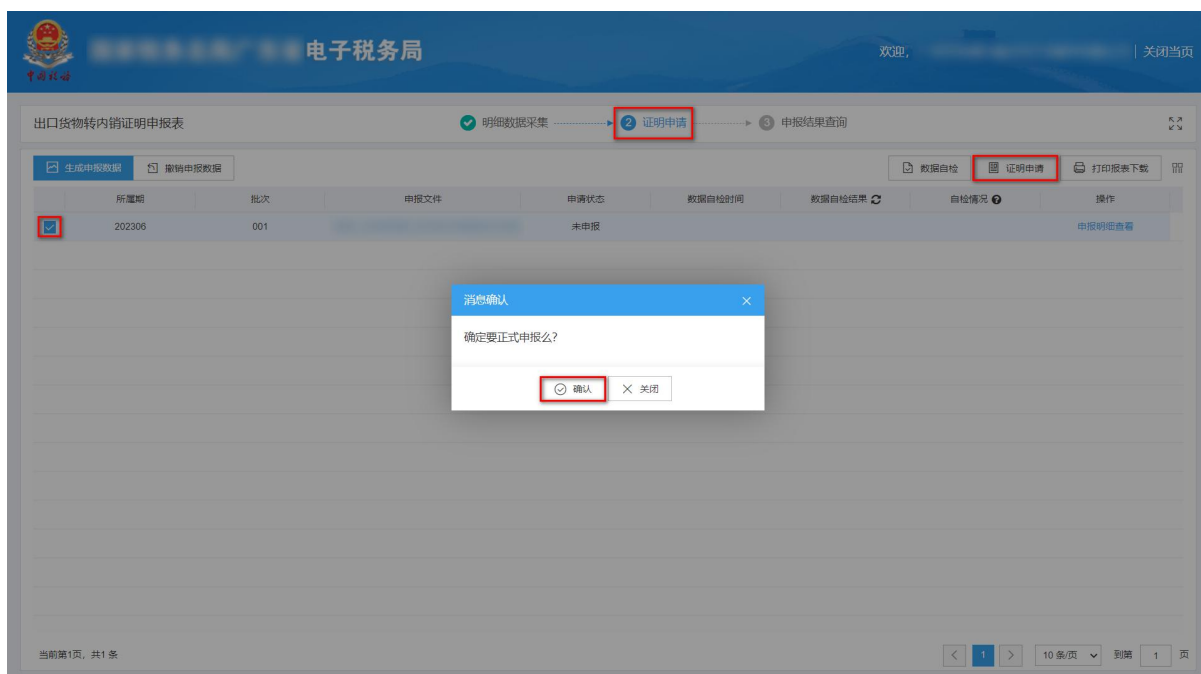 中国税务
电子税务局
欢迎,
| 关闭当页
出口货物转内销证明申报表
明细数据采集
2 证明申请
3 申报结果查询
生成申报数据
撤销申报数据
数据自检
证明申请
打印报表下载
所属期 批次 申报文件 申请状态 数据自检时间 数据自检结果 自检情况 操作
202306 001 未申报 申报明细查看
消息确认
确定要正式申报么?
确认
关闭
当前第1页, 共1 条
1
10 条/页
到第 1 页